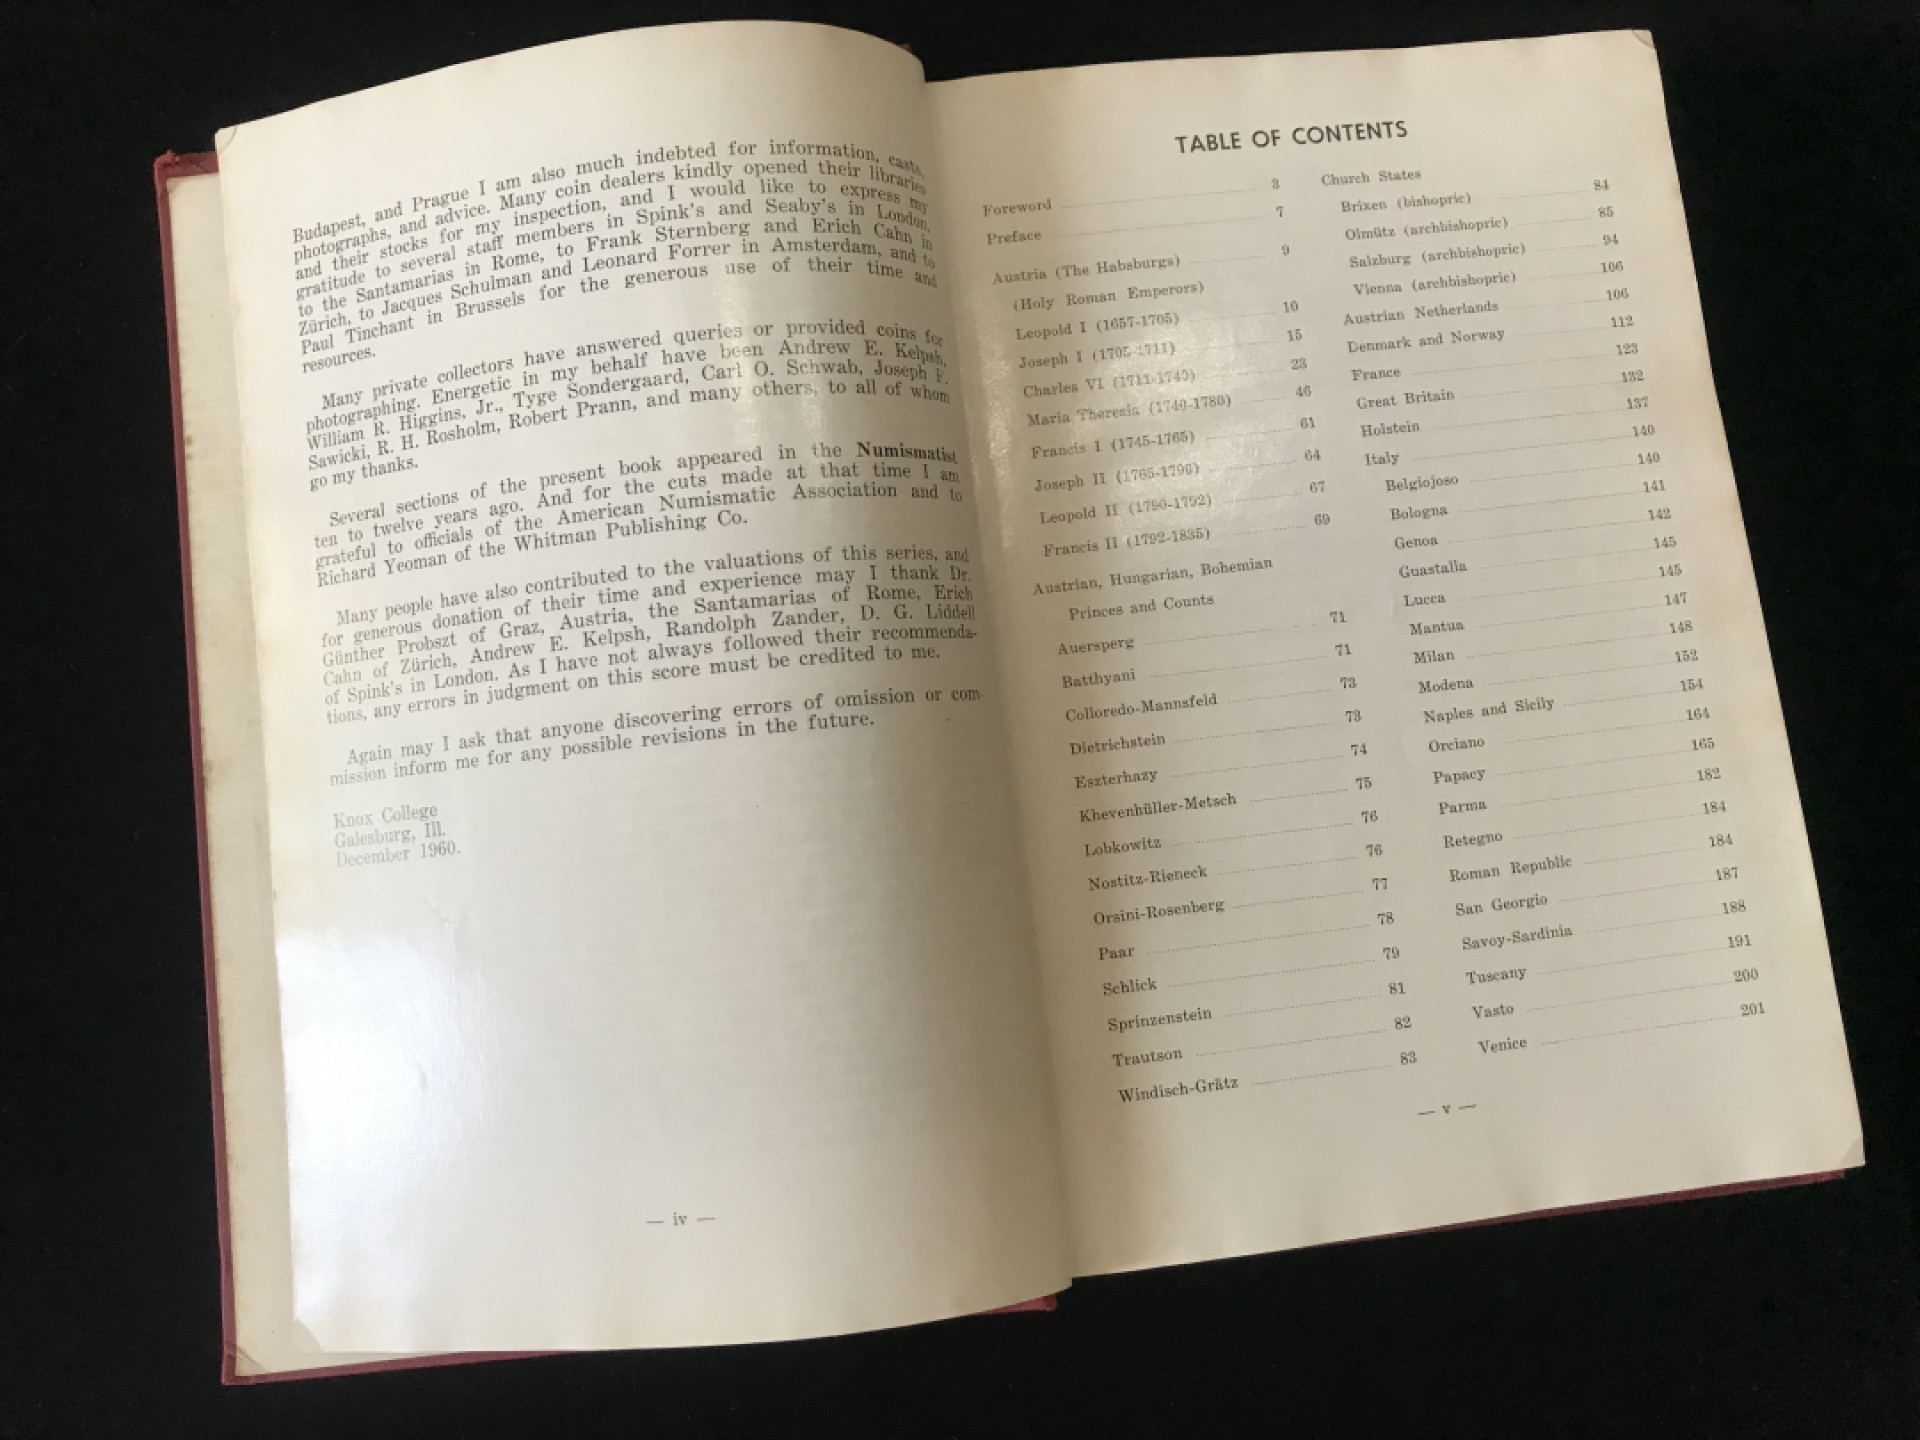 Budapest, and Prague I am also much indebted for information, casts,
photographs, and advice. Many coin dealers kindly opened their libraries
and their stocks for my inspection, and I would like to express my
gratitude to several staff members in Spink's and Seaby's in London,
to the Santamarias in Rome, to Frank Sternberg and Erich Cahn in
Zürich, to Jacques Schulman and Leonard Forrer in Amsterdam, and to
Paul Tinchant in Brussels for the generous use of their time and
resources.
Many private collectors have answered queries or provided coins for
photographing. Energetic in my behalf have been Andrew E. Kelpsh,
William R. Higgins, Jr., Tyge Sondergaard, Carl O. Schwab, Joseph F.
Sawicki, R. H. Rosholm, Robert Prann, and many others, to all of whom
go my thanks.
Several sections of the present book appeared in the Numismatist
ten to twelve years ago. And for the cuts made at that time I am
grateful to officials of the American Numismatic Association and to
Richard Yeoman of the Whitman Publishing Co.
Many people have also contributed to the valuations of this series, and
for generous donation of their time and experience may I thank Dr.
Günther Probszt of Graz, Austria, the Santamarias of Rome, Erich
Cahn of Zürich, Andrew E. Kelpsh, Randolph Zander, D. G. Liddell
of Spink's in London. As I have not always followed their recommenda-
tions, any errors in judgment on this score must be credited to me.
Again may I ask that anyone discovering errors of omission or com-
mission inform me for any possible revisions in the future.
Knox College
Galesburg, Ill.
December 1960.
— iv —
TABLE OF CONTENTS
Foreword 3
Preface 7
Austria (The Habsburgs) 9
(Holy Roman Emperors)
Leopold I (1657-1705) 10
Joseph I (1705-1711) 15
Charles VI (1711-1740) 23
Maria Theresia (1740-1780) 46
Francis I (1745-1765) 61
Joseph II (1765-1790) 64
Leopold II (1790-1792) 67
Francis II (1792-1835) 69
Austrian, Hungarian, Bohemian
Princes and Counts
Auersperg 71
Batthyani 71
Colloredo-Mannsfeld 73
Dietrichstein 73
Eszterhazy 74
Khevenhüller-Metsch 75
Lobkowitz 76
Nostitz-Rieneck 76
Orsini-Rosenberg 77
Paar 78
Schlick 79
Sprinzenstein 81
Trautson 82
Windisch-Grätz 83
Church States
Brixen (bishopric) 84
Olmütz (archbishopric) 85
Salzburg (archbishopric) 94
Vienna (archbishopric) 106
Austrian Netherlands 106
Denmark and Norway 112
France 123
Great Britain 132
Holstein 137
Italy 140
Belgiojoso 140
Bologna 141
Genoa 142
Guastalla 145
Lucca 145
Mantua 147
Milan 148
Modena 152
Naples and Sicily 154
Orciano 164
Papacy 165
Parma 182
Retegno 184
Roman Republic 184
San Georgio 187
Savoy-Sardinia 188
Tuscany 191
Vasto 200
Venice 201
— v —